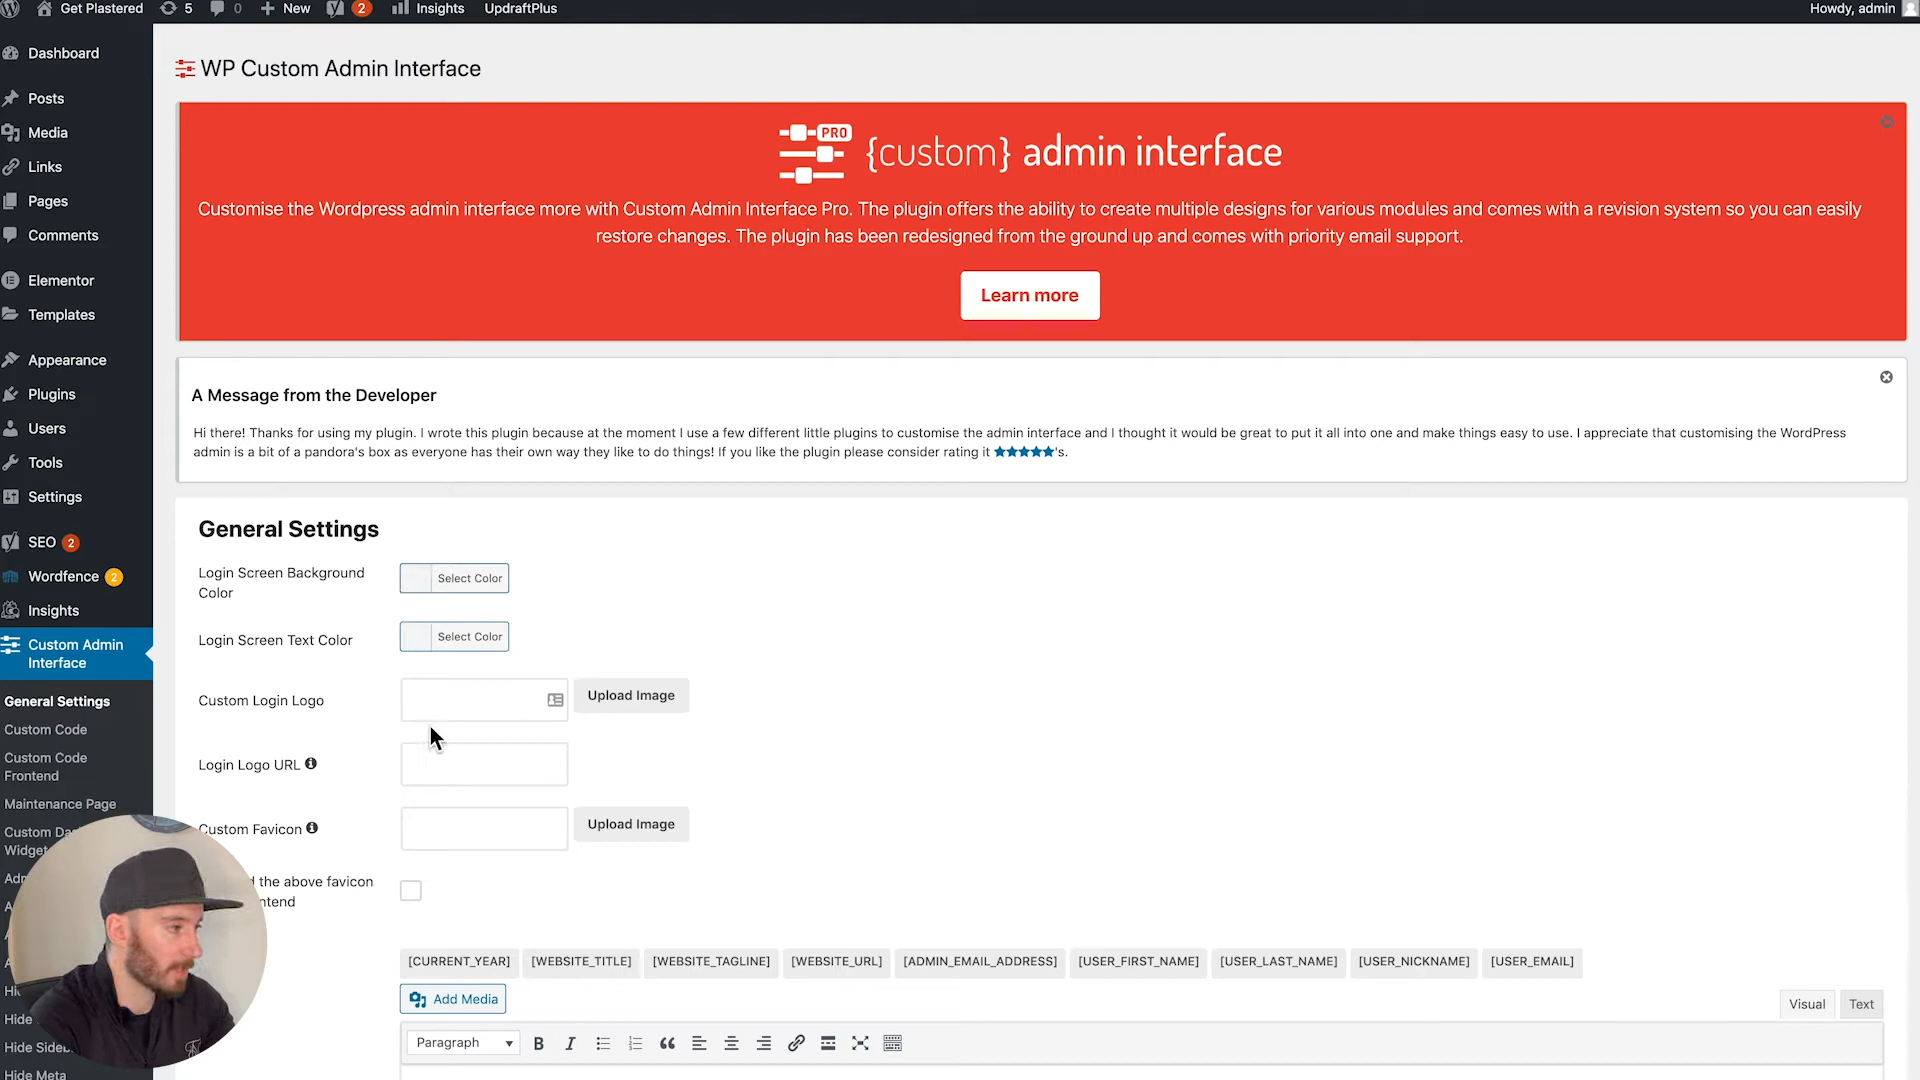 Get Plastered
5
0
New
2
Insights
UpdraftPlus
Howdy, admin
Dashboard
Posts
Media
Links
Pages
Comments
Elementor
Templates
Appearance
Plugins
Users
Tools
Settings
SEO 2
Wordfence 2
Insights
Custom Admin
Interface
General Settings
Custom Code
Custom Code
Frontend
Maintenance Page
Custom Da
Widget
Hide
Hide Sideb
Hide Meta
WP Custom Admin Interface
PRO
{custom} admin interface
Customise the Wordpress admin interface more with Custom Admin Interface Pro. The plugin offers the ability to create multiple designs for various modules and comes with a revision system so you can easily
restore changes. The plugin has been redesigned from the ground up and comes with priority email support.
Learn more
A Message from the Developer
Hi there! Thanks for using my plugin. I wrote this plugin because at the moment I use a few different little plugins to customise the admin interface and I thought it would be great to put it all into one and make things easy to use. I appreciate that customising the WordPress
admin is a bit of a pandora's box as everyone has their own way they like to do things! If you like the plugin please consider rating it ★★★★★'s.
General Settings
Login Screen Background
Color
Select Color
Login Screen Text Color
Select Color
Custom Login Logo
Upload Image
Login Logo URL
Custom Favicon
Upload Image
the above favicon
ntend
[CURRENT_YEAR] [WEBSITE_TITLE] [WEBSITE_TAGLINE] [WEBSITE_URL] [ADMIN_EMAIL_ADDRESS] [USER_FIRST_NAME] [USER_LAST_NAME] [USER_NICKNAME] [USER_EMAIL]
Add Media
Visual
Text
Paragraph
B
I